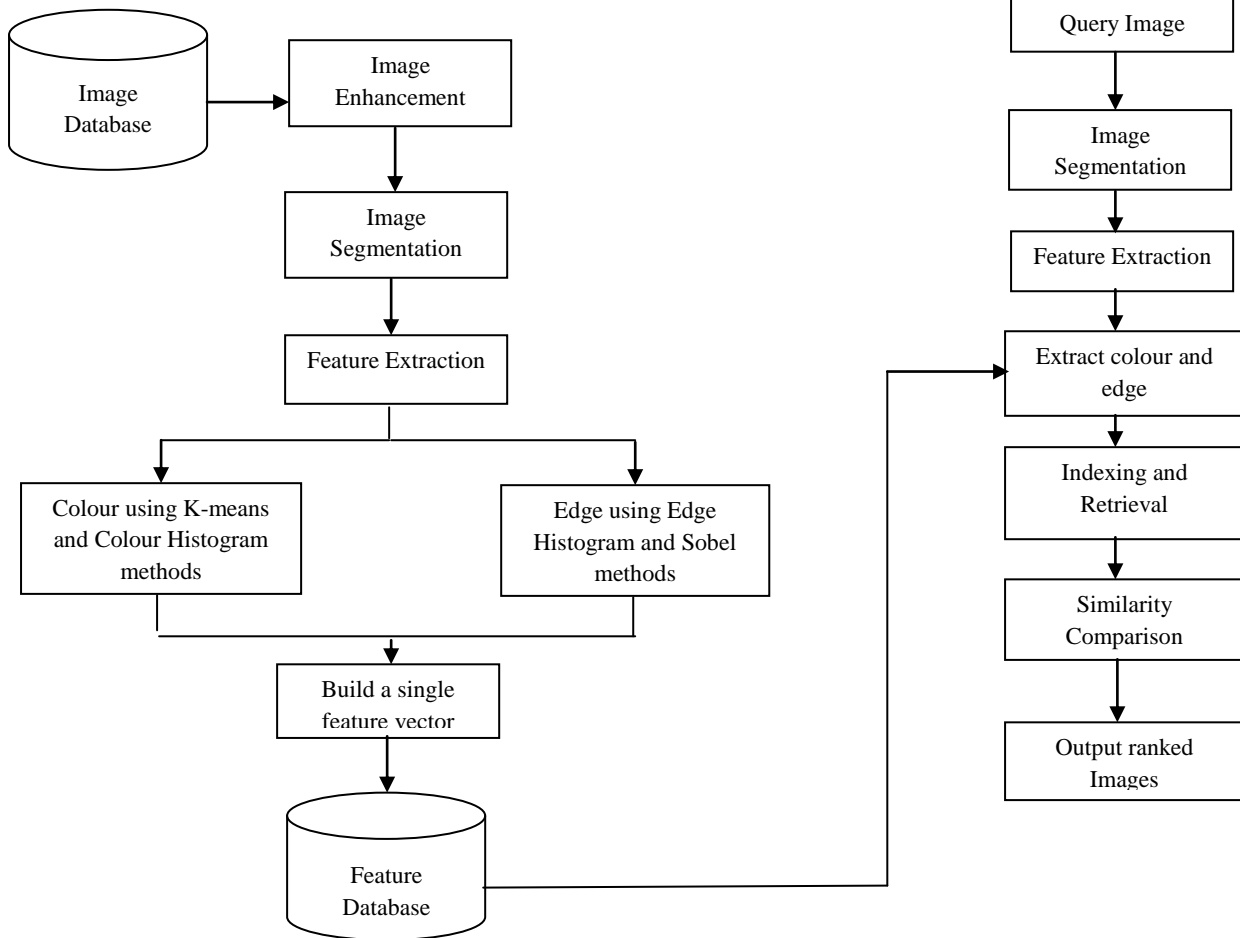 Image
Database
Image
Enhancement
Image
Segmentation
Feature Extraction
Colour using K-means
and Colour Histogram
methods
Edge using Edge
Histogram and Sobel
methods
Build a single
feature vector
Feature
Database
Query Image
Image
Segmentation
Feature Extraction
Extract colour and
edge
Indexing and
Retrieval
Similarity
Comparison
Output ranked
Images